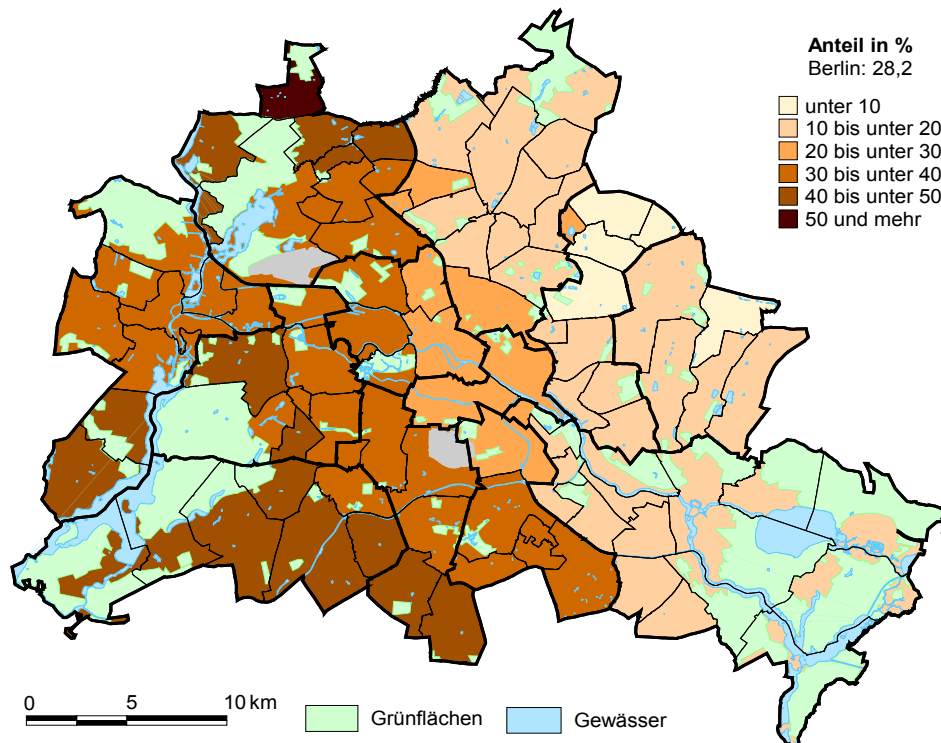 Anteil in %
Berlin: 28,2
unter 10
10 bis unter 20
20 bis unter 30
30 bis unter 40
40 bis unter 50
50 und mehr
0 5 10 km
Grünflächen
Gewässer